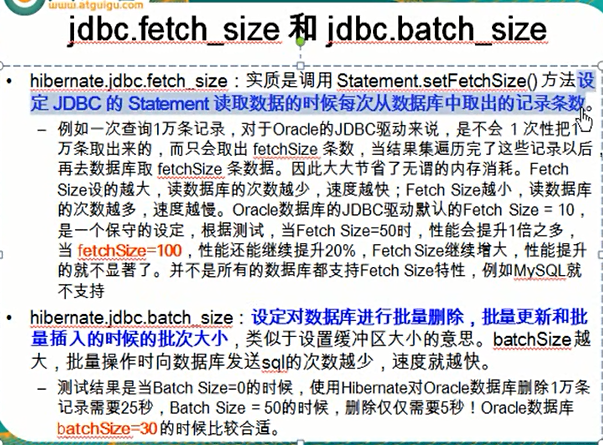 www.atguigu.com
jdbc.fetch_size 和 jdbc.batch_size
• hibernate.jdbc.fetch_size：实质是调用 Statement.setFetchSize() 方法设
定 JDBC 的 Statement 读取数据的时候每次从数据库中取出的记录条数。
– 例如一次查询1万条记录，对于Oracle的JDBC驱动来说，是不会 1 次性把1
万条取出来的，而只会取出 fetchSize 条数，当结果集遍历完了这些记录以后，
再去数据库取 fetchSize 条数据。因此大大节省了无谓的内存消耗。Fetch
Size设的越大，读数据库的次数越少，速度越快；Fetch Size越小，读数据库
的次数越多，速度越慢。Oracle数据库的JDBC驱动默认的Fetch Size = 10，
是一个保守的设定，根据测试，当Fetch Size=50时，性能会提升1倍之多，
当 fetchSize=100，性能还能继续提升20%，Fetch Size继续增大，性能提升
的就不显著了。并不是所有的数据库都支持Fetch Size特性，例如MySQL就
不支持
• hibernate.jdbc.batch_size：设定对数据库进行批量删除，批量更新和批
量插入的时候的批次大小，类似于设置缓冲区大小的意思。batchSize 越
大，批量操作时向数据库发送sql的次数越少，速度就越快。
– 测试结果是当Batch Size=0的时候，使用Hibernate对Oracle数据库删除1万条
记录需要25秒，Batch Size = 50的时候，删除仅仅需要5秒！Oracle数据库
batchSize=30 的时候比较合适。